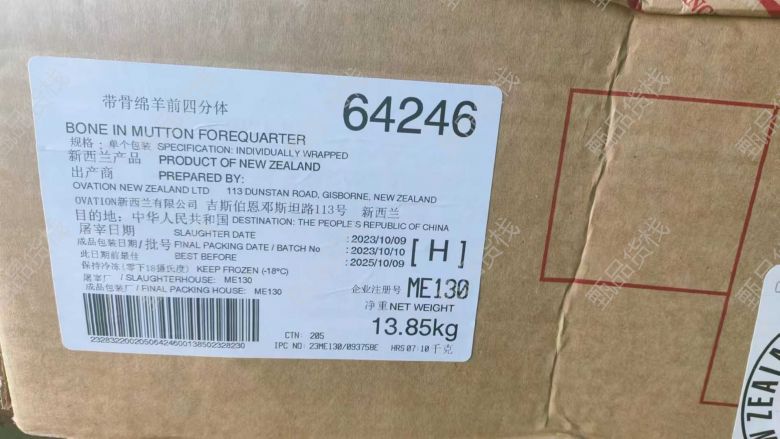 带骨绵羊前四分体
64246
BONE IN MUTTON FOREQUARTER
规格:单个包装 SPECIFICATION: INDIVIDUALLY WRAPPED
新西兰产品 PRODUCT OF NEW ZEALAND
出产商 PREPARED BY:
OVATION NEW ZEALAND LTD 113 DUNSTAN ROAD, GISBORNE, NEW ZEALAND
OVATION新西兰有限公司 吉斯伯恩邓斯坦路113号 新西兰
目的地: 中华人民共和国 DESTINATION: THE PEOPLE'S REPUBLIC OF CHINA
屠宰日期 SLAUGHTER DATE : 2023/10/09
成品包装日期/批号 FINAL PACKING DATE / BATCH No : 2023/10/10 [H]
此日期前最佳 BEST BEFORE : 2025/10/09
保持冷冻(零下18摄氏度) KEEP FROZEN (-18ºC)
屠宰厂 / SLAUGHTERHOUSE: ME130 企业注册号 ME130
成品包装厂 / FINAL PACKING HOUSE: ME130 净重 NET WEIGHT
13.85kg
CTN: 205 千克
23283220020506424600138502328230 IPC NO: 23ME130/09375BE HRS 07:10
N ZEALA
甄品货栈